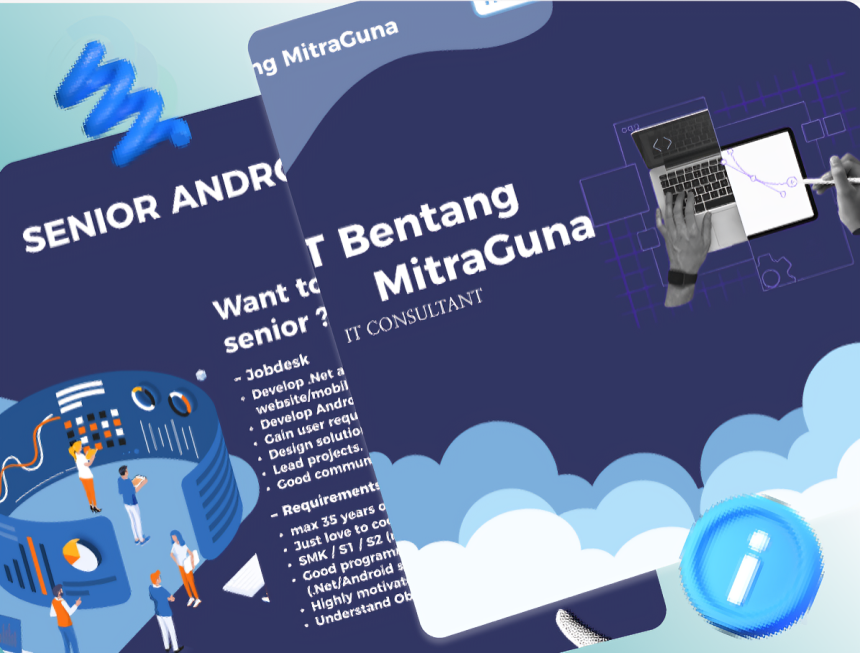 SENIOR ANDRO
Want to
senior ?
– Jobdesk
• Develop .Net a
website/mobil
• Develop Andro
• Gain user requ
• Design solutio
• Lead projects.
• Good commun
– Requirements
• max 35 years o
• Just love to co
• SMK / S1 / S2 (
• Good programm
(.Net/Android s
• Highly motivat
• Understand Ob
ng MitraGuna
T Bentang
MitraGuna
IT CONSULTANT